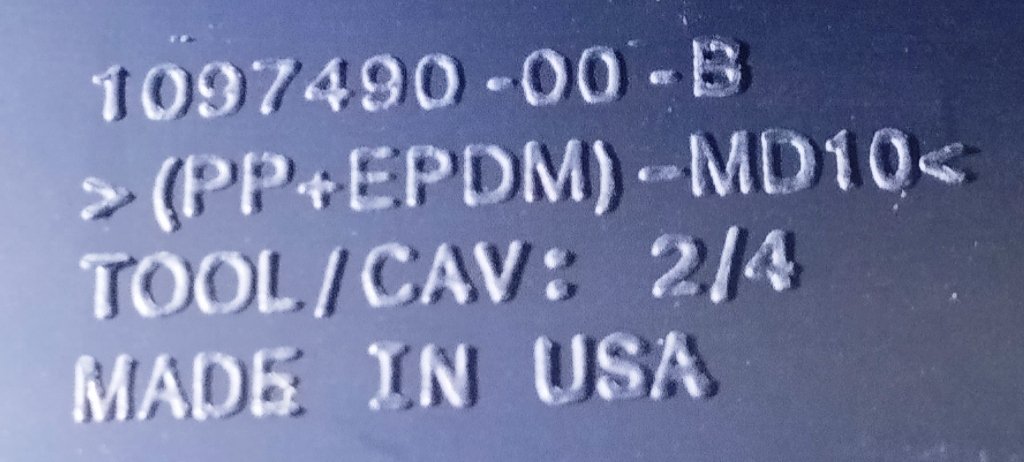 1097490-00-B
>(PP+EPDM)-MD10<
TOOL/CAV: 2/4
MADE IN USA